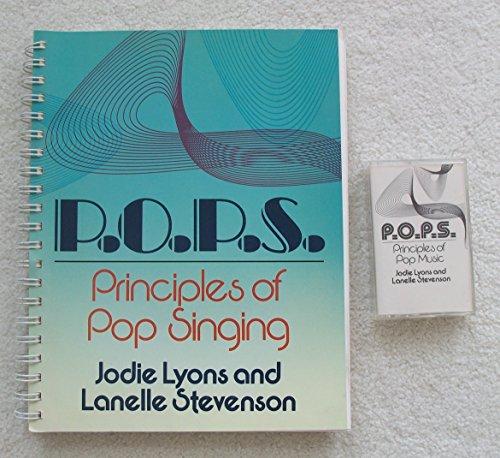 P.O.P.S.
Principles of
Pop Singing
Jodie Lyons and
Lanelle Stevenson
P.O.P.S.
Principles of
Pop Music
Jodie Lyons and
Lanelle Stevenson